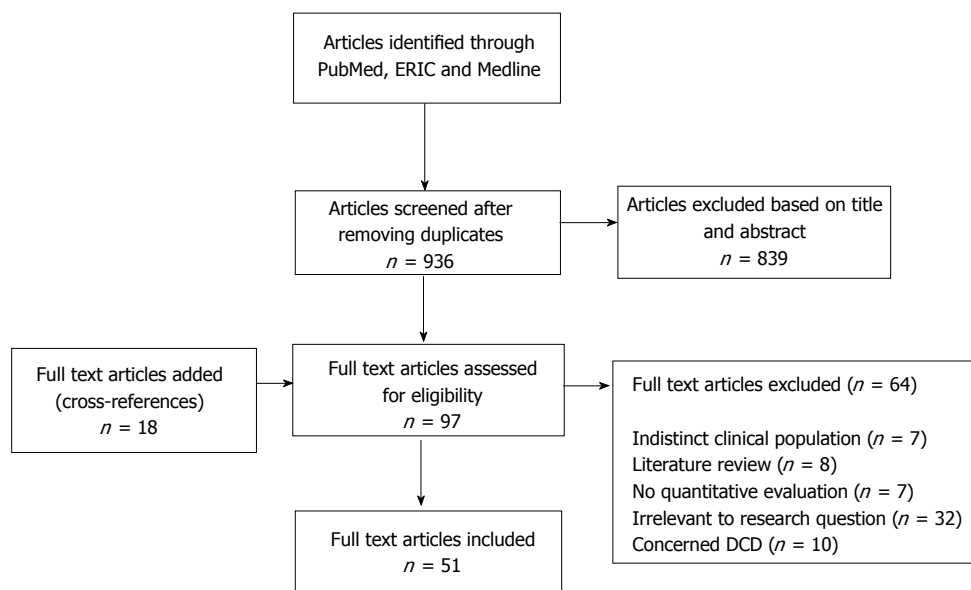 Articles identified through
PubMed, ERIC and Medline
Articles screened after
removing duplicates
n = 936
Articles excluded based on title
and abstract
n = 839
Full text articles added
(cross-references)
n = 18
Full text articles assessed
for eligibility
n = 97
Full text articles excluded (n = 64)
Indistinct clinical population (n = 7)
Literature review (n = 8)
No quantitative evaluation (n = 7)
Irrelevant to research question (n = 32)
Concerned DCD (n = 10)
Full text articles included
n = 51